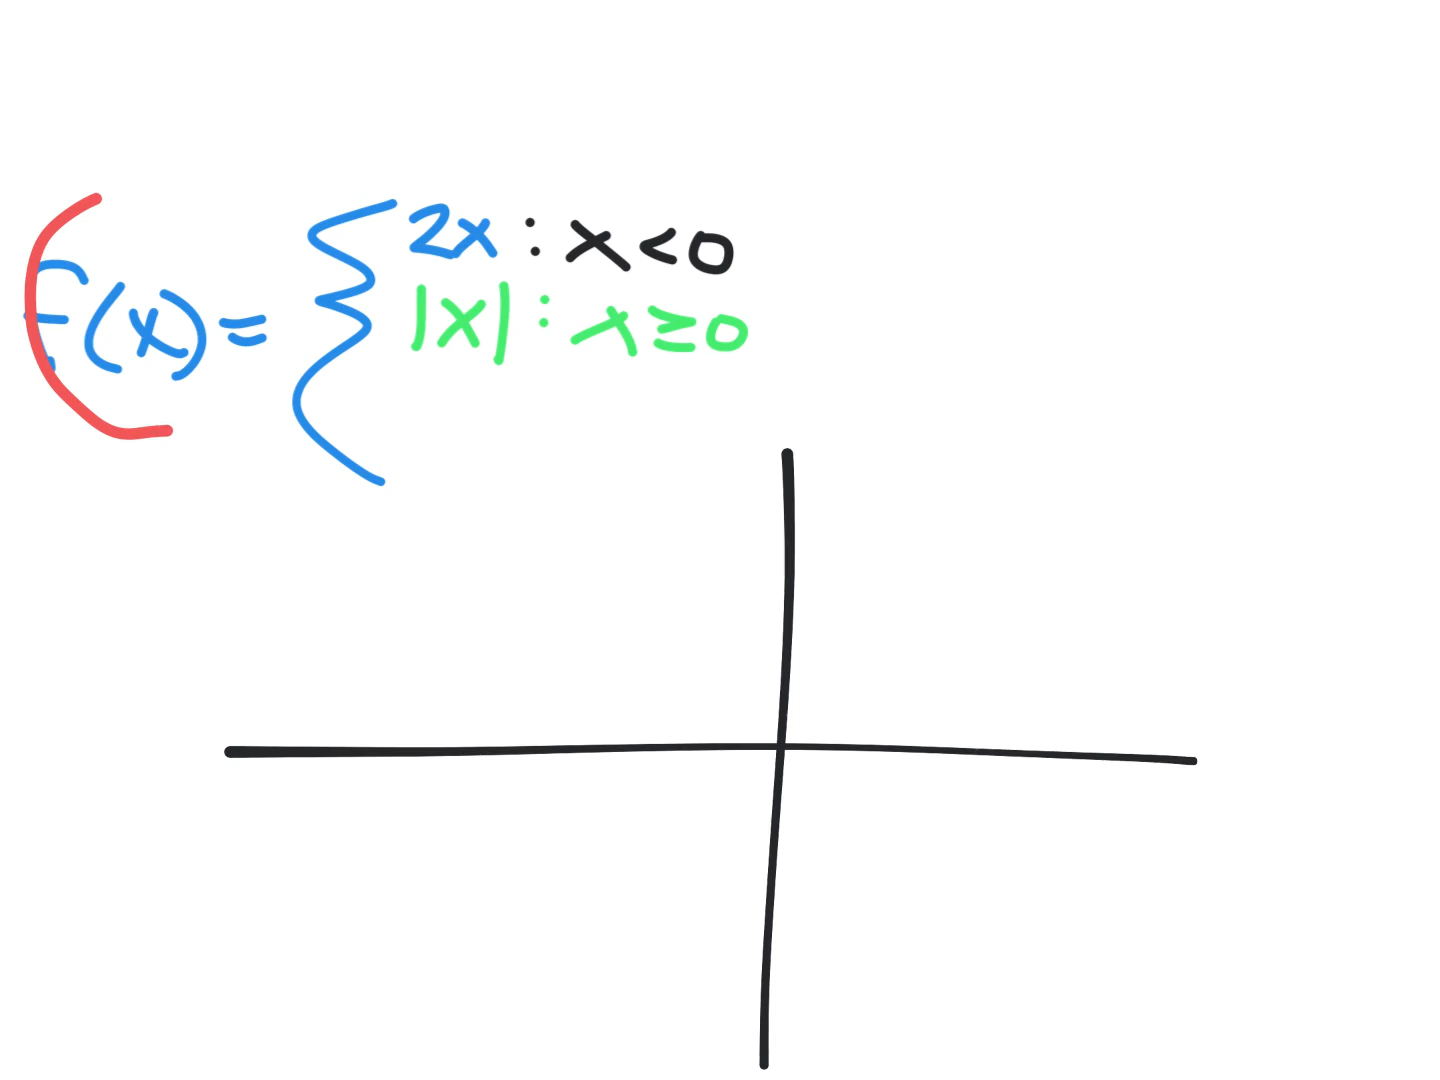 f(x) = { 2x : x < 0
|x| : x ≥ 0